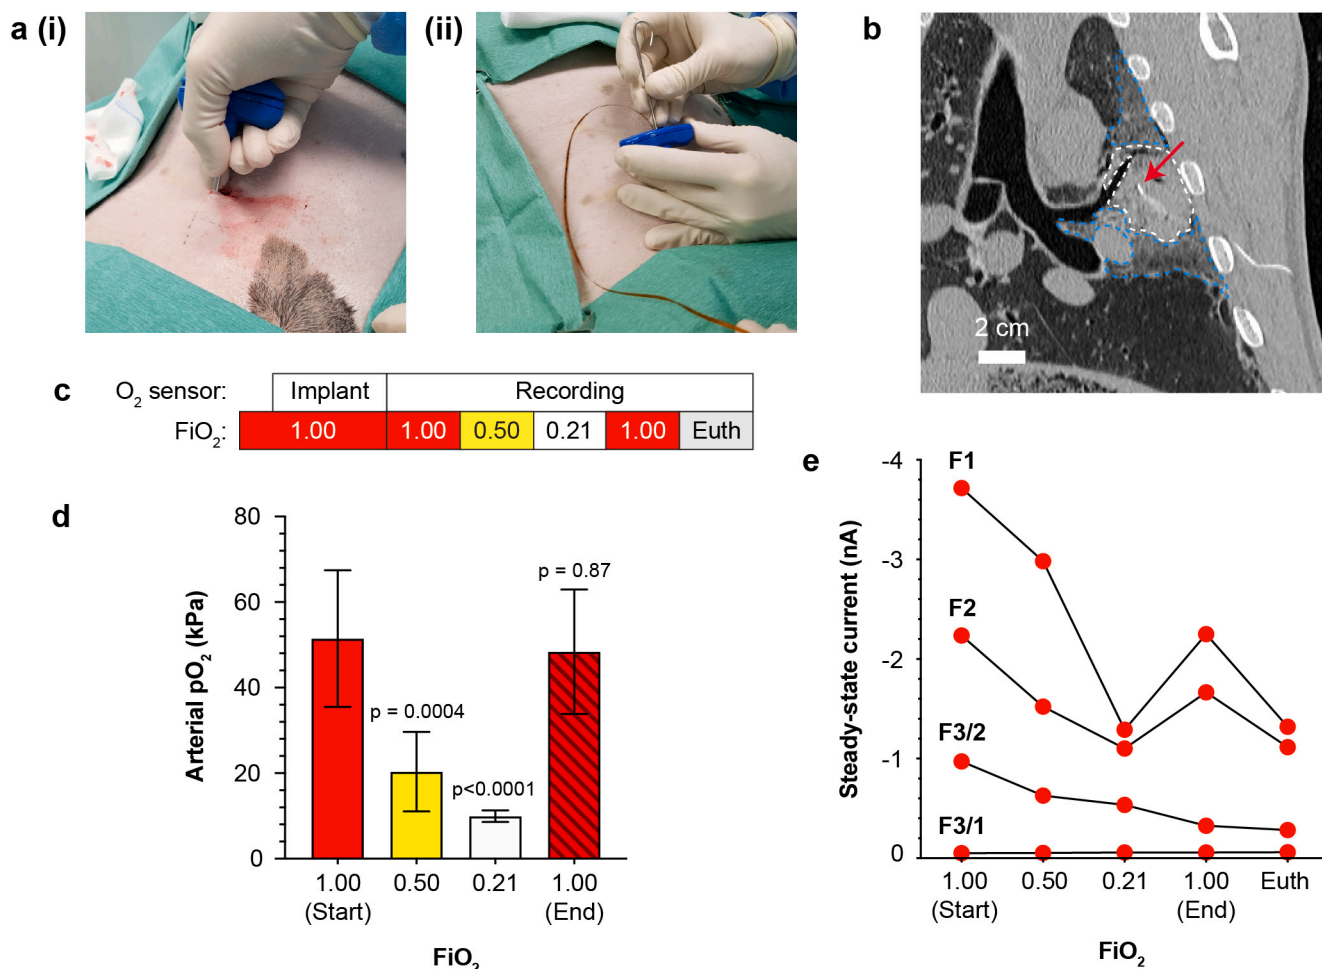 a (i)
(ii)
b
2 cm
c
O₂ sensor:
Implant
Recording
FiO₂:
1.00
1.00
0.50
0.21
1.00
Euth
d
80
60
40
20
0
Arterial pO₂ (kPa)
p = 0.0004
p<0.0001
p = 0.87
1.00
(Start)
0.50
0.21
1.00
(End)
FiO₂
e
-4
-3
-2
-1
0
Steady-state current (nA)
F1
F2
F3/2
F3/1
1.00
(Start)
0.50
0.21
1.00
(End)
Euth
FiO₂